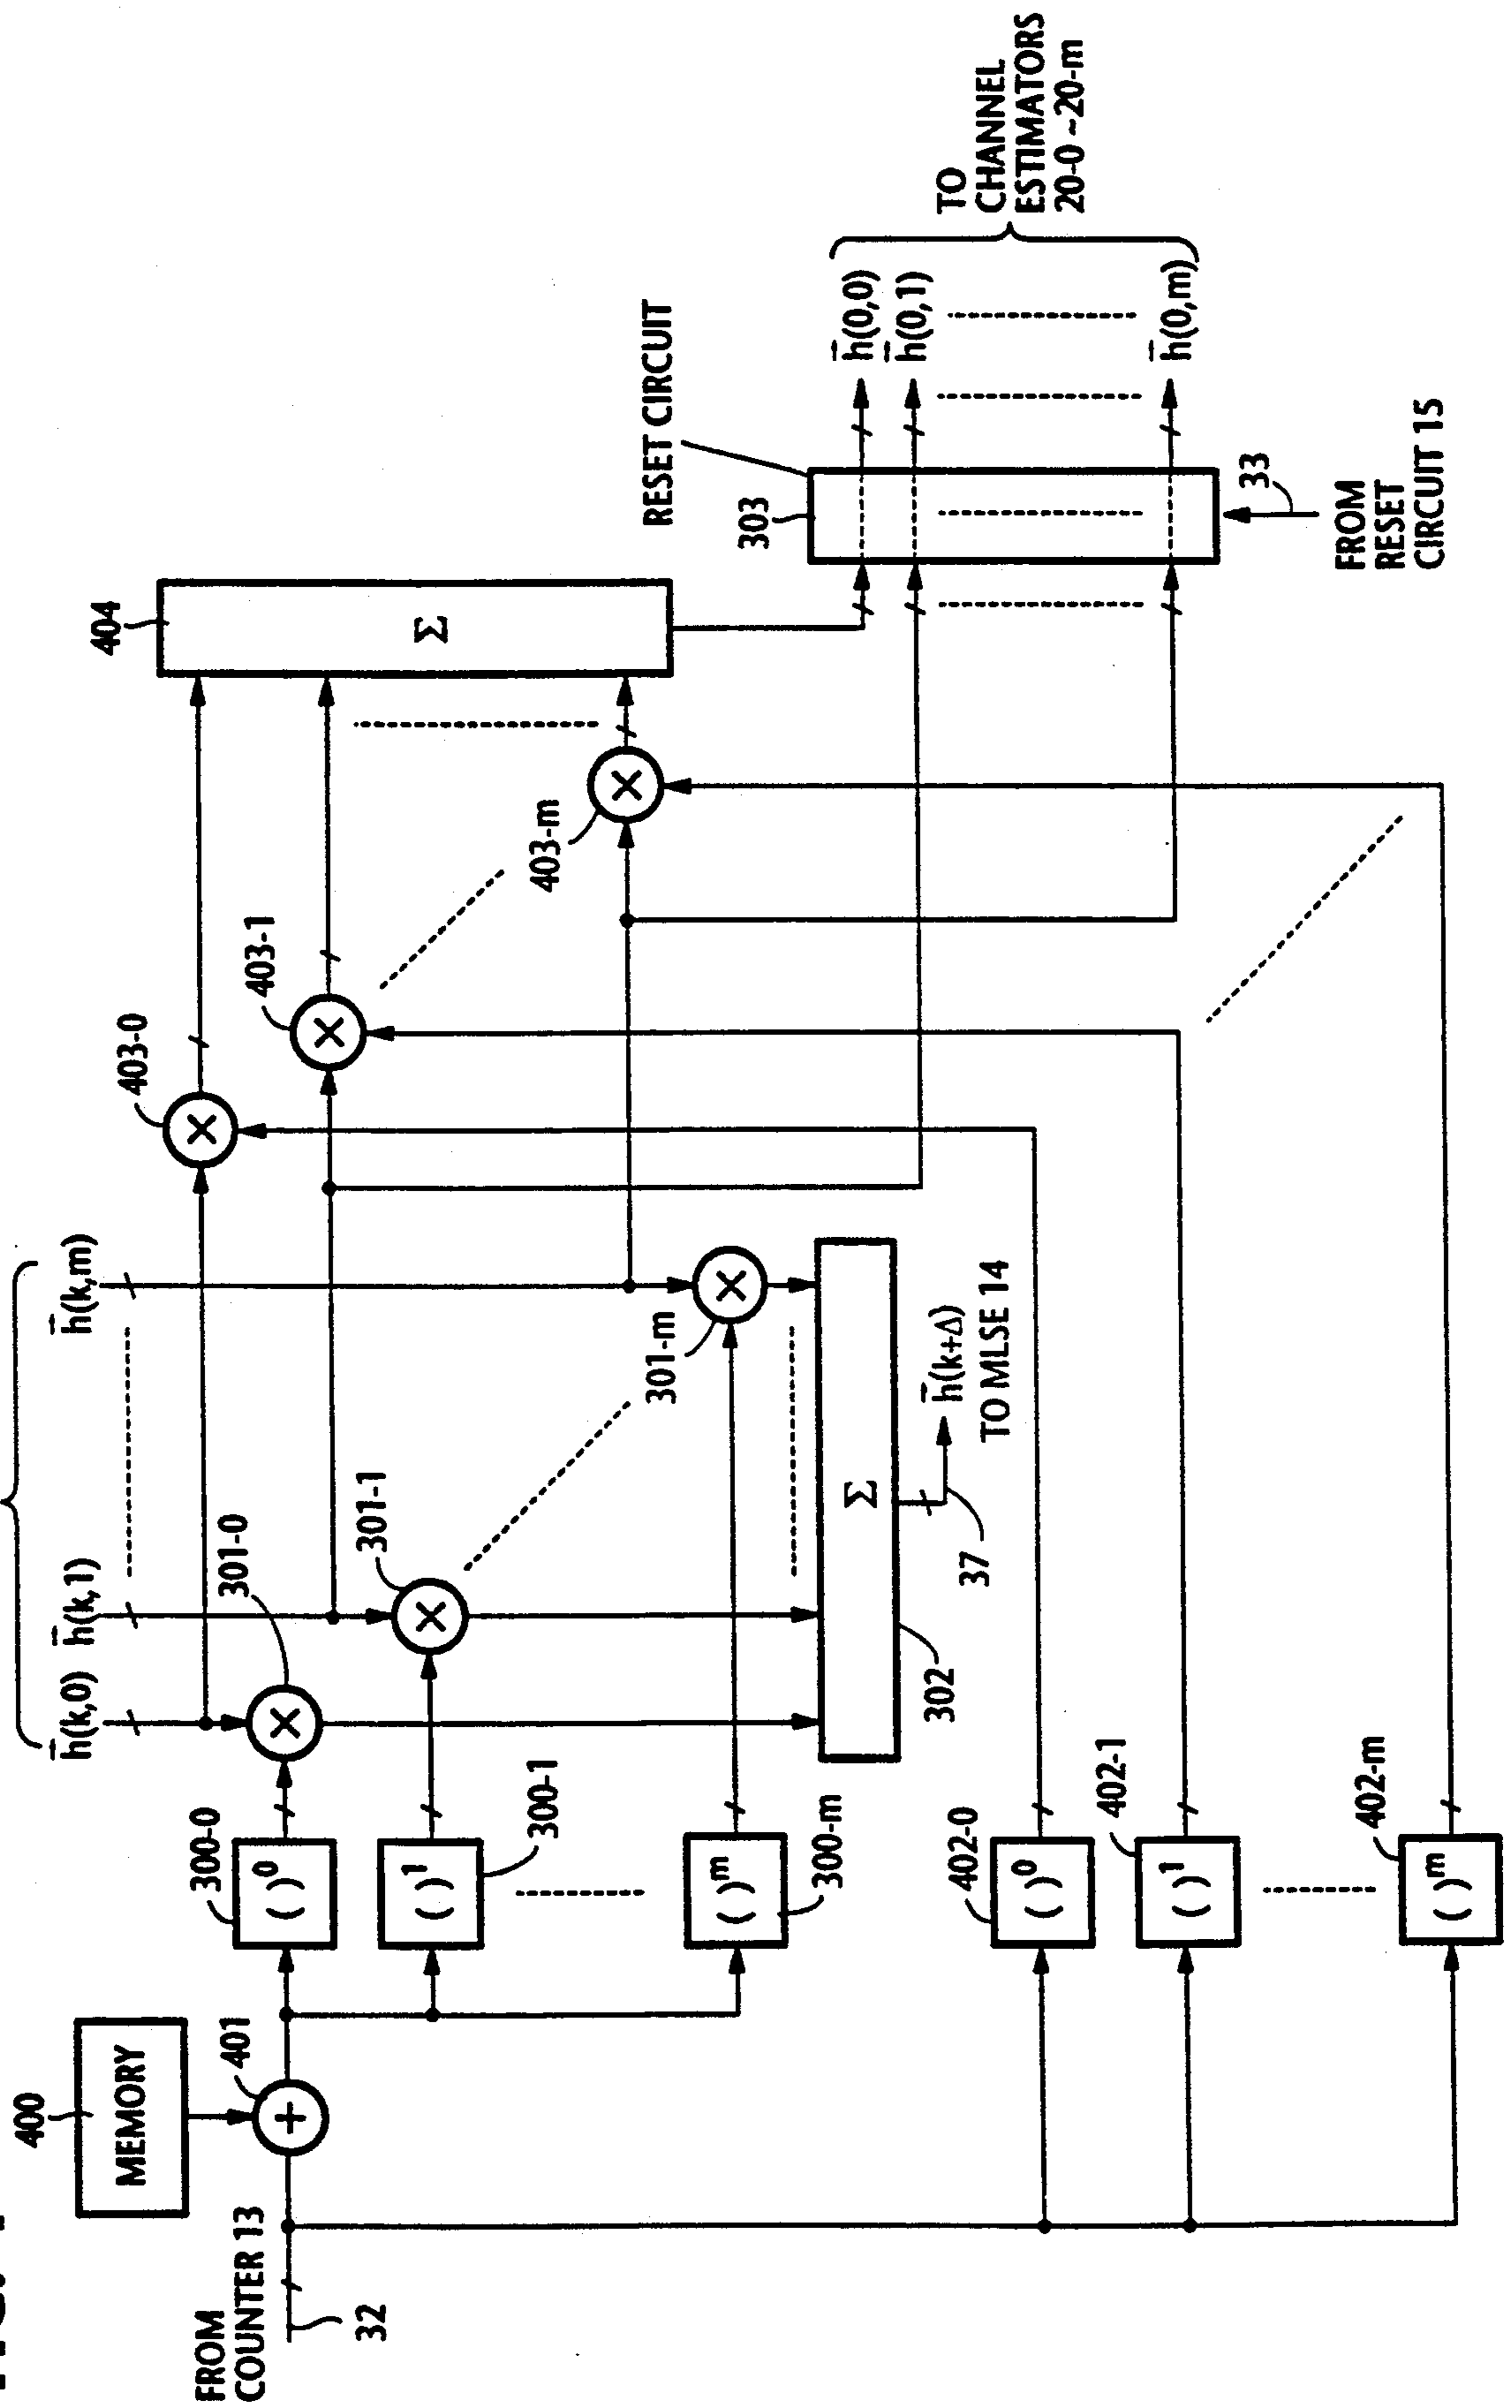 h̄(k,0)
h̄(k,1)
h̄(k,m)
400
MEMORY
401
+
FROM
COUNTER 13
32
300-0
( )⁰
300-1
( )¹
300-m
( )ᵐ
301-0
×
301-1
×
301-m
×
302
Σ
37
h̄(k+Δ)
TO MLSE 14
402-0
( )⁰
402-1
( )¹
402-m
( )ᵐ
403-0
×
403-1
×
403-m
×
404
Σ
RESET CIRCUIT
303
33
FROM
RESET
CIRCUIT 15
h̄(0,0)
h̄(0,1)
h̄(0,m)
TO
CHANNEL
ESTIMATORS
20-0 ~20-m